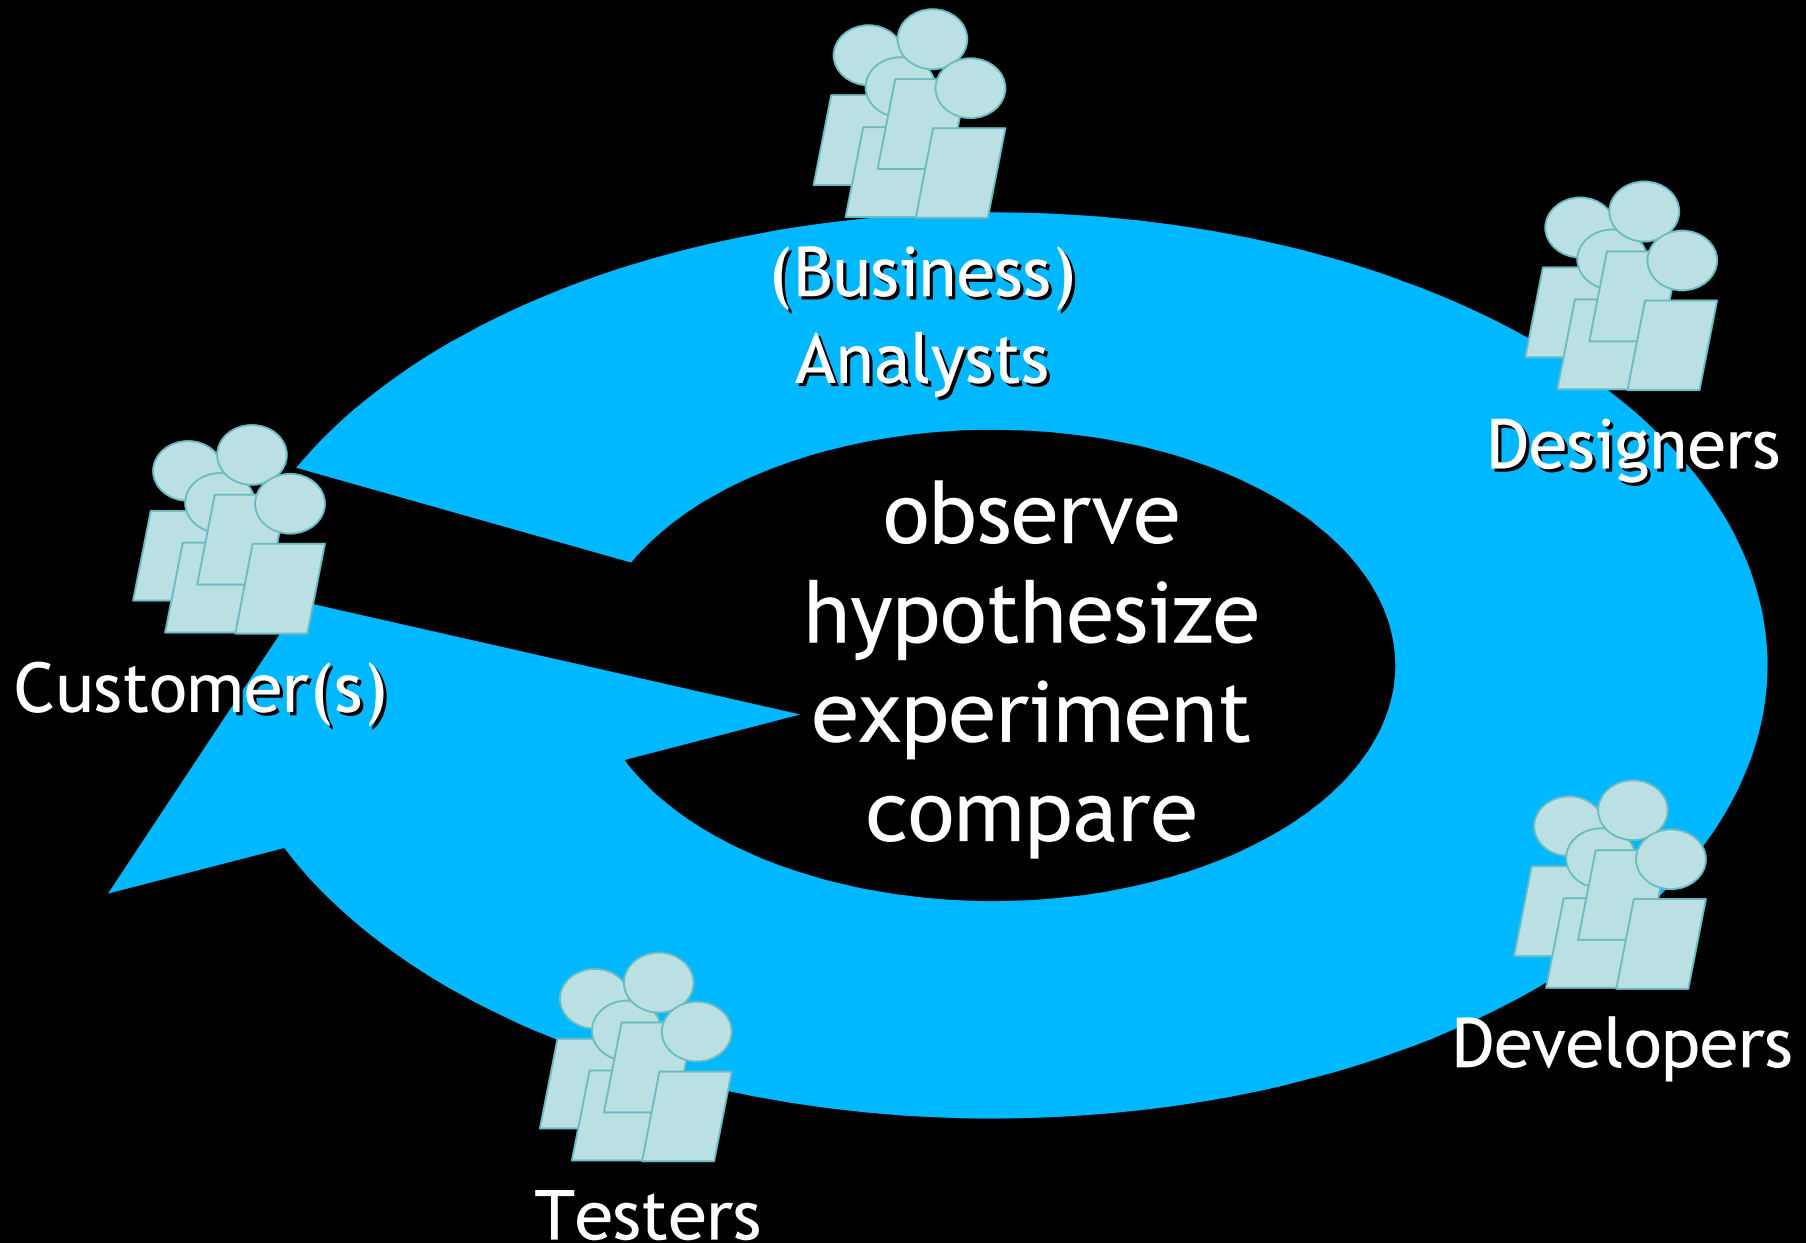 (Business)
Analysts
Designers
observe
hypothesize
experiment
compare
Customer(s)
Developers
Testers